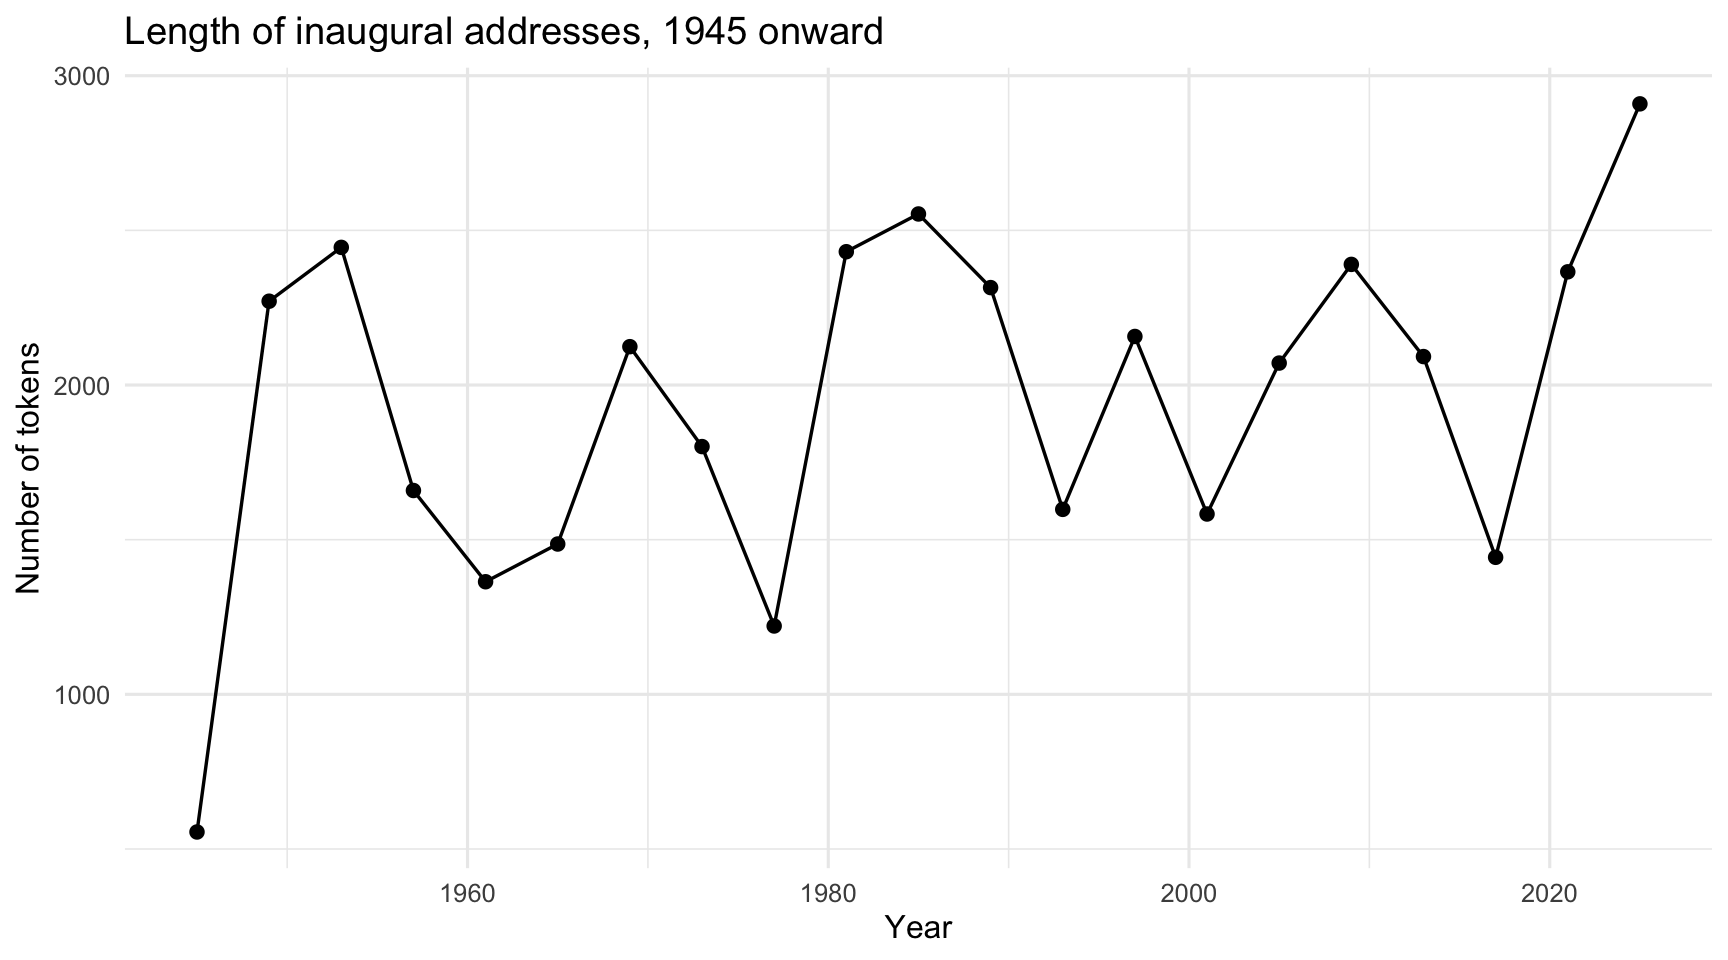 Length of inaugural addresses, 1945 onward
3000
2000
1000
Number of tokens
1960 1980 2000 2020
Year